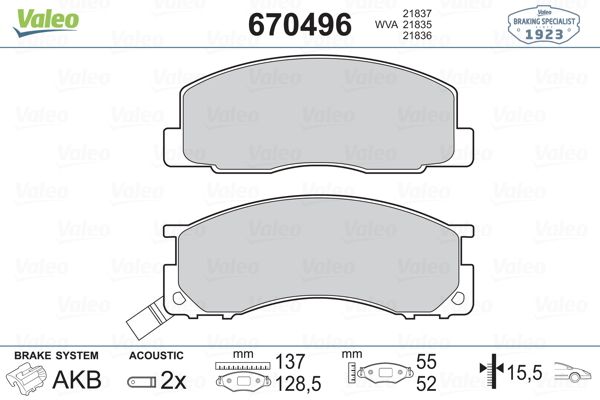 Valeo
670496
WVA
21837
21835
21836
Valeo
BRAKING SPECIALIST
SINCE
1923
BRAKE SYSTEM
AKB
ACOUSTIC
2x
mm
137
128,5
mm
55
52
15,5